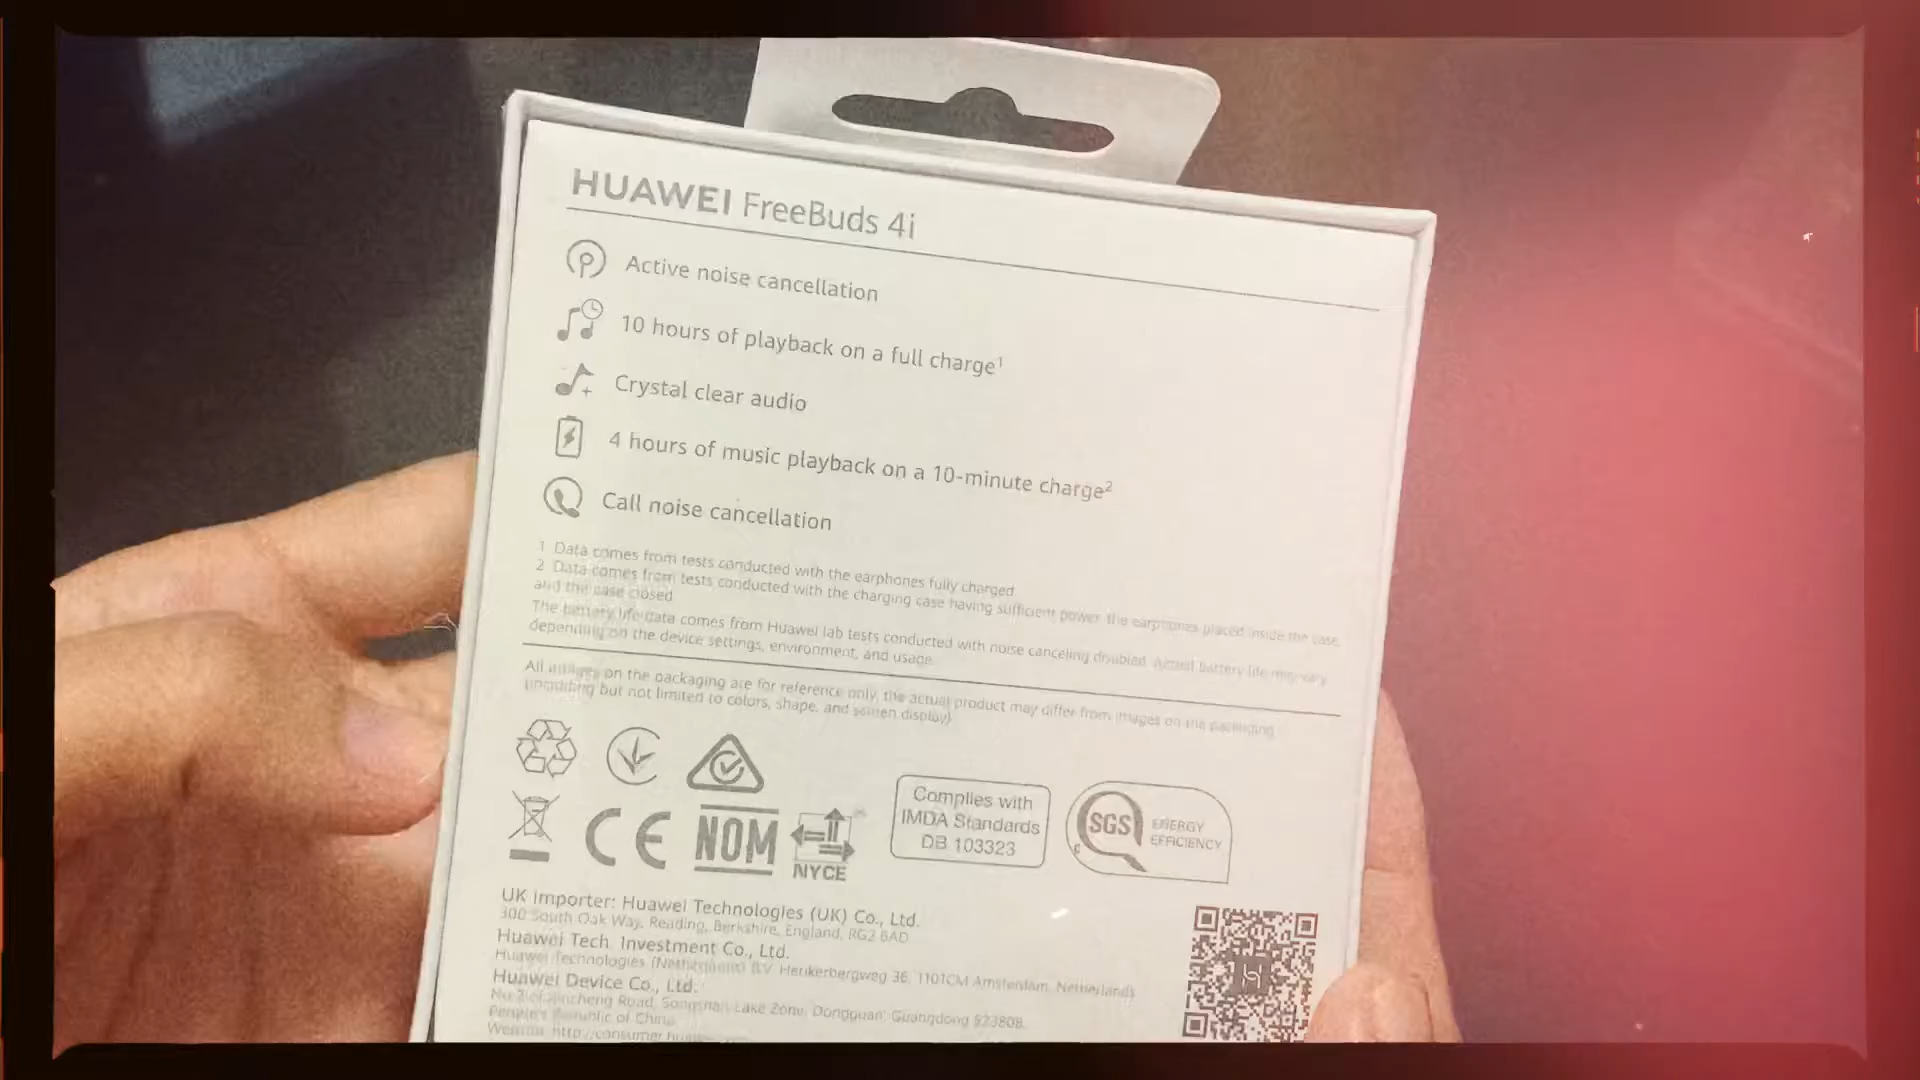 HUAWEI FreeBuds 4i
Active noise cancellation
10 hours of playback on a full charge¹
Crystal clear audio
4 hours of music playback on a 10-minute charge²
Call noise cancellation
1 Data comes from tests conducted with the earphones fully charged
2 Data comes from tests conducted with the charging case having sufficient power, the earphones placed inside the case,
and the case closed
The battery life data comes from Huawei lab tests conducted with noise canceling disabled. Actual battery life may vary
depending on the device settings, environment, and usage.
All images on the packaging are for reference only, the actual product may differ from images on the packaging
(including but not limited to colors, shape, and screen display)
Complies with
IMDA Standards
DB 103323
SGS
ENERGY
EFFICIENCY
CE
NOM
NYCE
UK Importer: Huawei Technologies (UK) Co., Ltd.
300 South Oak Way, Reading, Berkshire, England, RG2 6AD
Huawei Tech. Investment Co., Ltd.
Huawei Technologies (Netherlands) B.V. Herikerbergweg 36, 1101CM Amsterdam, Netherlands
Huawei Device Co., Ltd.
Road, Songshan Lake Zone, Dongguan, Guangdong 523808,
People's Republic of China